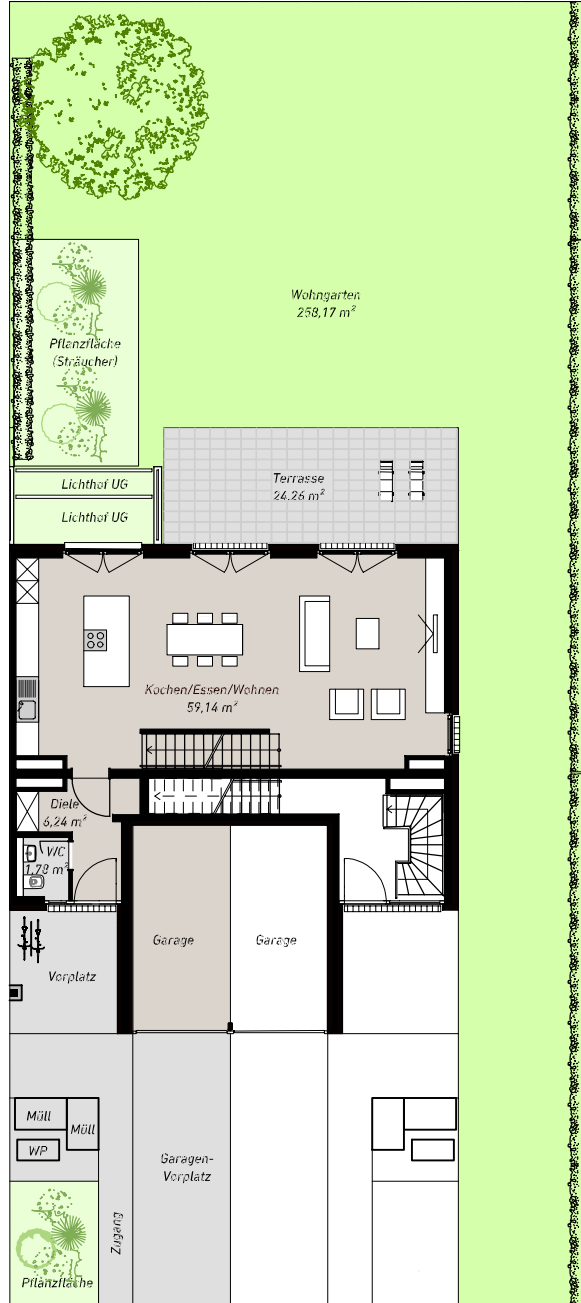 Wohngarten
258,17 m²
Pflanzfläche
(Sträucher)
Lichthof UG
Terrasse
24.26 m²
Lichthof UG
Kochen/Essen/Wohnen
59,14 m²
Diele
6,24 m²
WC
1.78 m²
Garage
Garage
Vorplatz
Müll
Müll
WP
Garagen-
Vorplatz
Zugang
Pflanzfläche